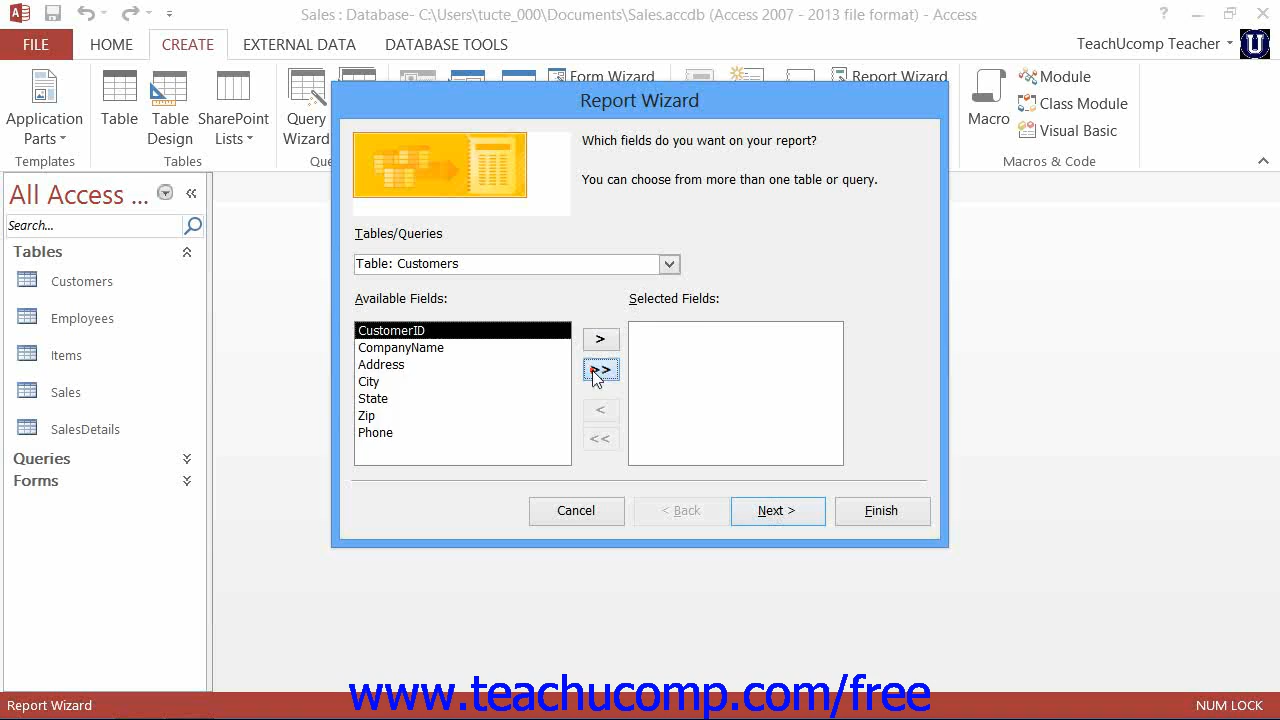 Sales : Database- C:\Users\tucte_000\Documents\Sales.accdb (Access 2007 - 2013 file format) - Access
?
FILE HOME CREATE EXTERNAL DATA DATABASE TOOLS TeachUcomp Teacher U
Application Parts
Templates
Table
Table Design
SharePoint Lists
Tables
Query Wizard
Qu
Form Wizard
Report Wizard
Macro
Module
Class Module
Visual Basic
Macros & Code
All Access ...
Search...
Tables
Customers
Employees
Items
Sales
SalesDetails
Queries
Forms
Report Wizard
Which fields do you want on your report?
You can choose from more than one table or query.
Tables/Queries
Table: Customers
Available Fields:
CustomerID
CompanyName
Address
City
State
Zip
Phone
>
>>
<
<<
Selected Fields:
Cancel < Back Next > Finish
www.teachucomp.com/free
Report Wizard NUM LOCK